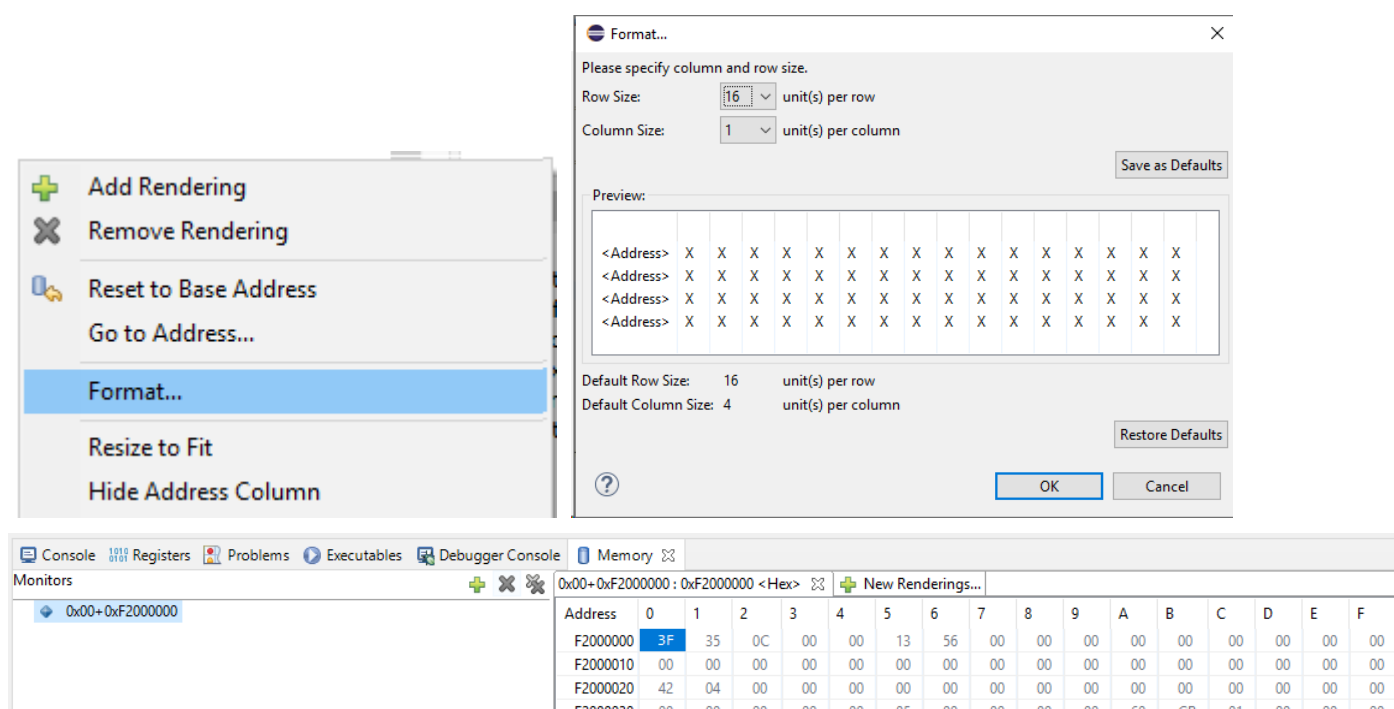 Add Rendering
Remove Rendering
Reset to Base Address
Go to Address...
Format...
Resize to Fit
Hide Address Column
Format...
Please specify column and row size.
Row Size: 16 unit(s) per row
Column Size: 1 unit(s) per column
Save as Defaults
Preview:
<Address> X X X X X X X X X X X X X X X X
<Address> X X X X X X X X X X X X X X X X
<Address> X X X X X X X X X X X X X X X X
<Address> X X X X X X X X X X X X X X X X
Default Row Size: 16 unit(s) per row
Default Column Size: 4 unit(s) per column
Restore Defaults
OK Cancel
Console Registers Problems Executables Debugger Console Memory
Monitors
0x00+0xF2000000
0x00+0xF2000000 : 0xF2000000 <Hex> New Renderings...
Address 0 1 2 3 4 5 6 7 8 9 A B C D E F
F2000000 3F 35 0C 00 00 13 56 00 00 00 00 00 00 00 00 00
F2000010 00 00 00 00 00 00 00 00 00 00 00 00 00 00 00 00
F2000020 42 04 00 00 00 00 00 00 00 00 00 00 00 00 00 00